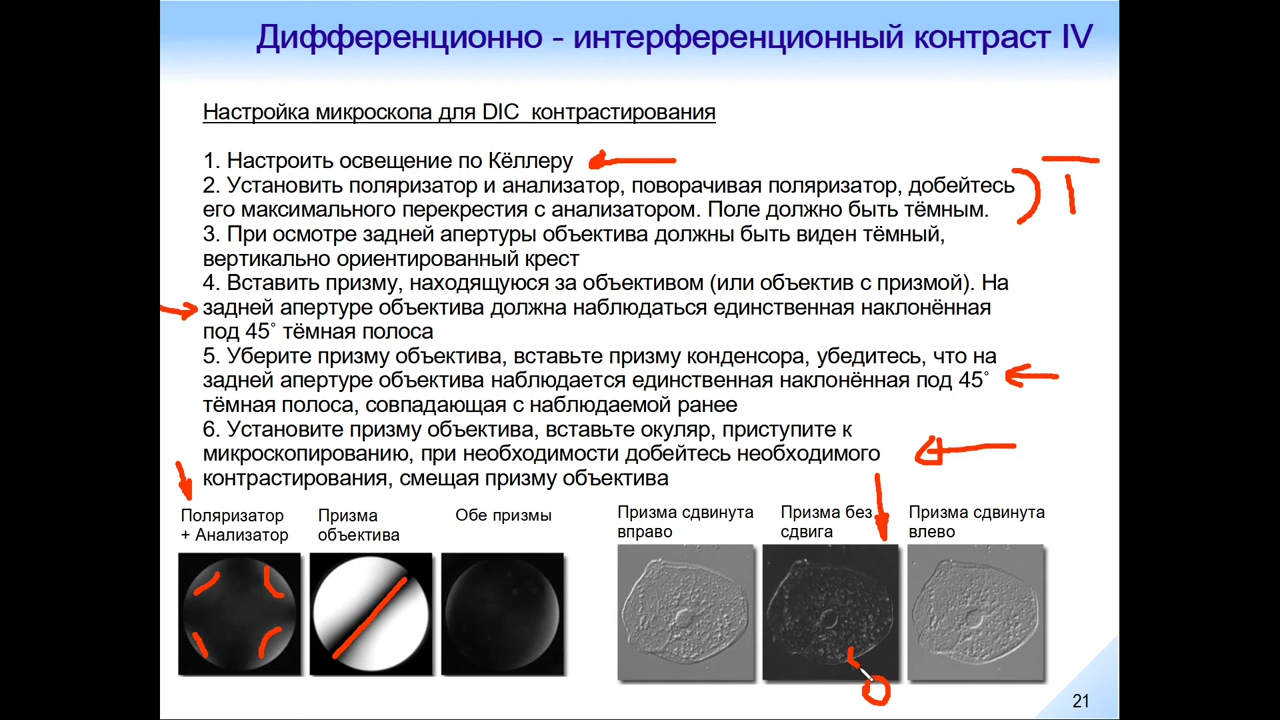 Дифференционно - интерференционный контраст IV
Настройка микроскопа для DIC контрастирования
1. Настроить освещение по Кёллеру
2. Установить поляризатор и анализатор, поворачивая поляризатор, добейтесь
его максимального перекрестия с анализатором. Поле должно быть тёмным.
3. При осмотре задней апертуры объектива должны быть виден тёмный,
вертикально ориентированный крест
4. Вставить призму, находящуюся за объективом (или объектив с призмой). На
задней апертуре объектива должна наблюдаться единственная наклонённая
под 45˚ тёмная полоса
5. Уберите призму объектива, вставьте призму конденсора, убедитесь, что на
задней апертуре объектива наблюдается единственная наклонённая под 45˚
тёмная полоса, совпадающая с наблюдаемой ранее
6. Установите призму объектива, вставьте окуляр, приступите к
микроскопированию, при необходимости добейтесь необходимого
контрастирования, смещая призму объектива
Поляризатор
+ Анализатор
Призма
объектива
Обе призмы
Призма сдвинута
вправо
Призма без
сдвига
Призма сдвинута
влево
21